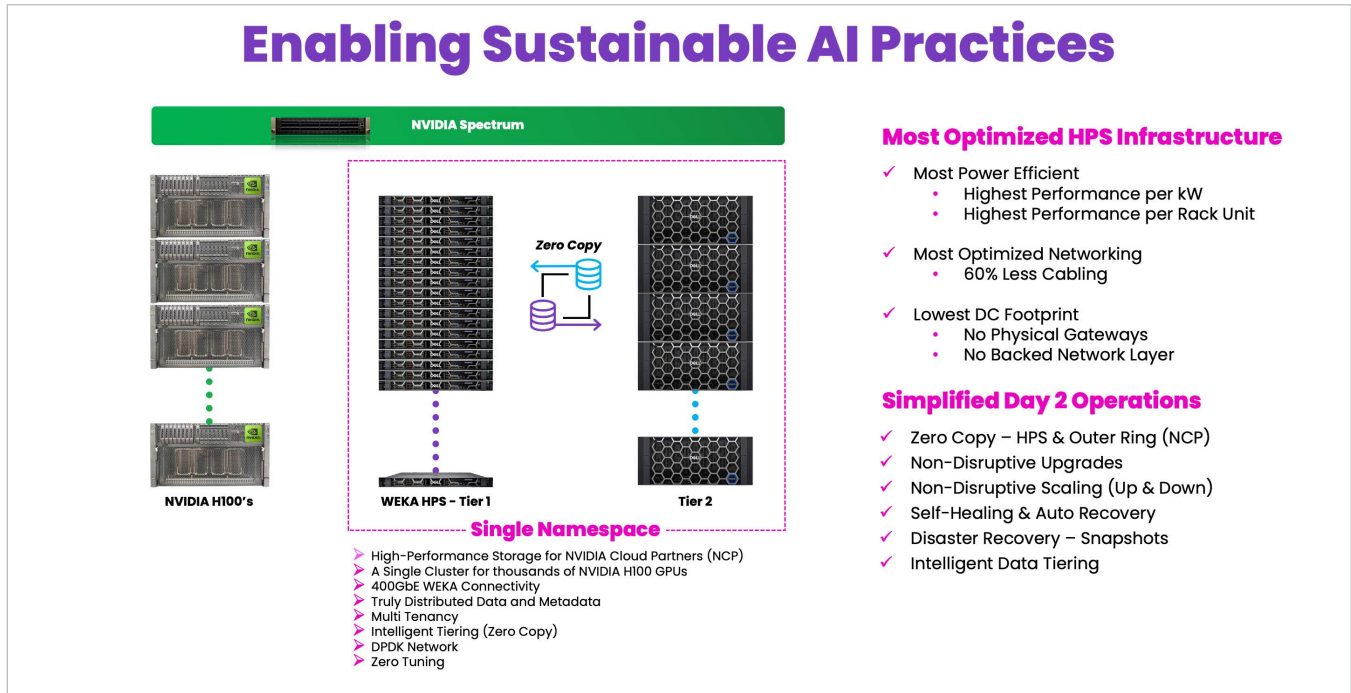 Enabling Sustainable AI Practices
NVIDIA Spectrum
NVIDIA H100's
Zero Copy
WEKA HPS - Tier 1
Tier 2
Single Namespace
High-Performance Storage for NVIDIA Cloud Partners (NCP)
A Single Cluster for thousands of NVIDIA H100 GPUs
400GbE WEKA Connectivity
Truly Distributed Data and Metadata
Multi Tenancy
Intelligent Tiering (Zero Copy)
DPDK Network
Zero Tuning
Most Optimized HPS Infrastructure
Most Power Efficient
Highest Performance per kW
Highest Performance per Rack Unit
Most Optimized Networking
60% Less Cabling
Lowest DC Footprint
No Physical Gateways
No Backed Network Layer
Simplified Day 2 Operations
Zero Copy – HPS & Outer Ring (NCP)
Non-Disruptive Upgrades
Non-Disruptive Scaling (Up & Down)
Self-Healing & Auto Recovery
Disaster Recovery – Snapshots
Intelligent Data Tiering